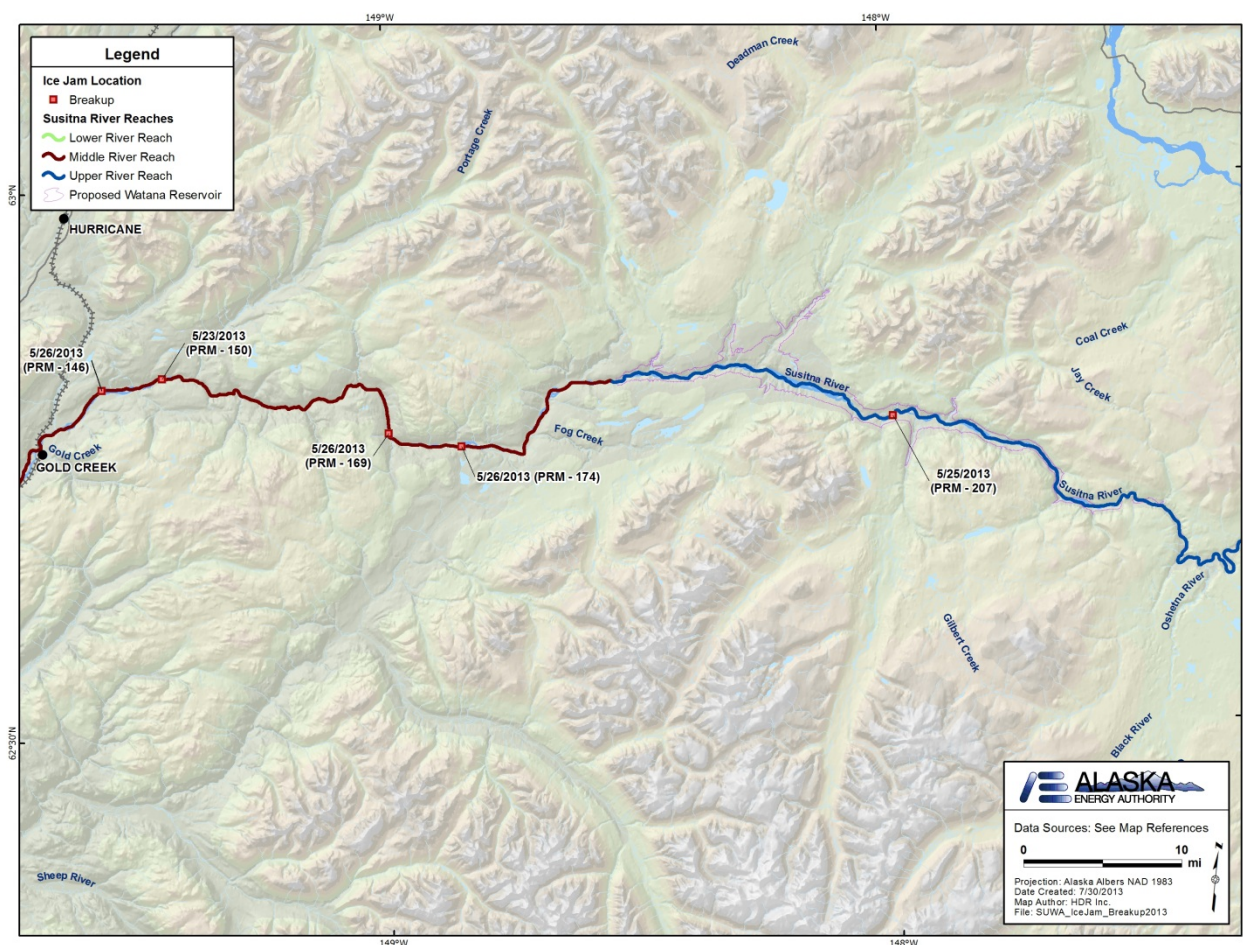 149°W
148°W
Legend
Ice Jam Location
Breakup
Susitna River Reaches
Lower River Reach
Middle River Reach
Upper River Reach
Proposed Watana Reservoir
Deadman Creek
Portage Creek
63°N
HURRICANE
5/23/2013
(PRM - 150)
5/26/2013
(PRM - 146)
Coal Creek
Jay Creek
Susitna River
Gold Creek
GOLD CREEK
Fog Creek
5/26/2013
(PRM - 169)
5/26/2013 (PRM - 174)
5/25/2013
(PRM - 207)
Susitna River
Oshetna River
Gilbert Creek
Black River
62°30'N
Sheep River
ALASKA
ENERGY AUTHORITY
Data Sources: See Map References
0 10
mi
N
Projection: Alaska Albers NAD 1983
Date Created: 7/30/2013
Map Author: HDR Inc.
File: SUWA_IceJam_Breakup2013
149°W
148°W